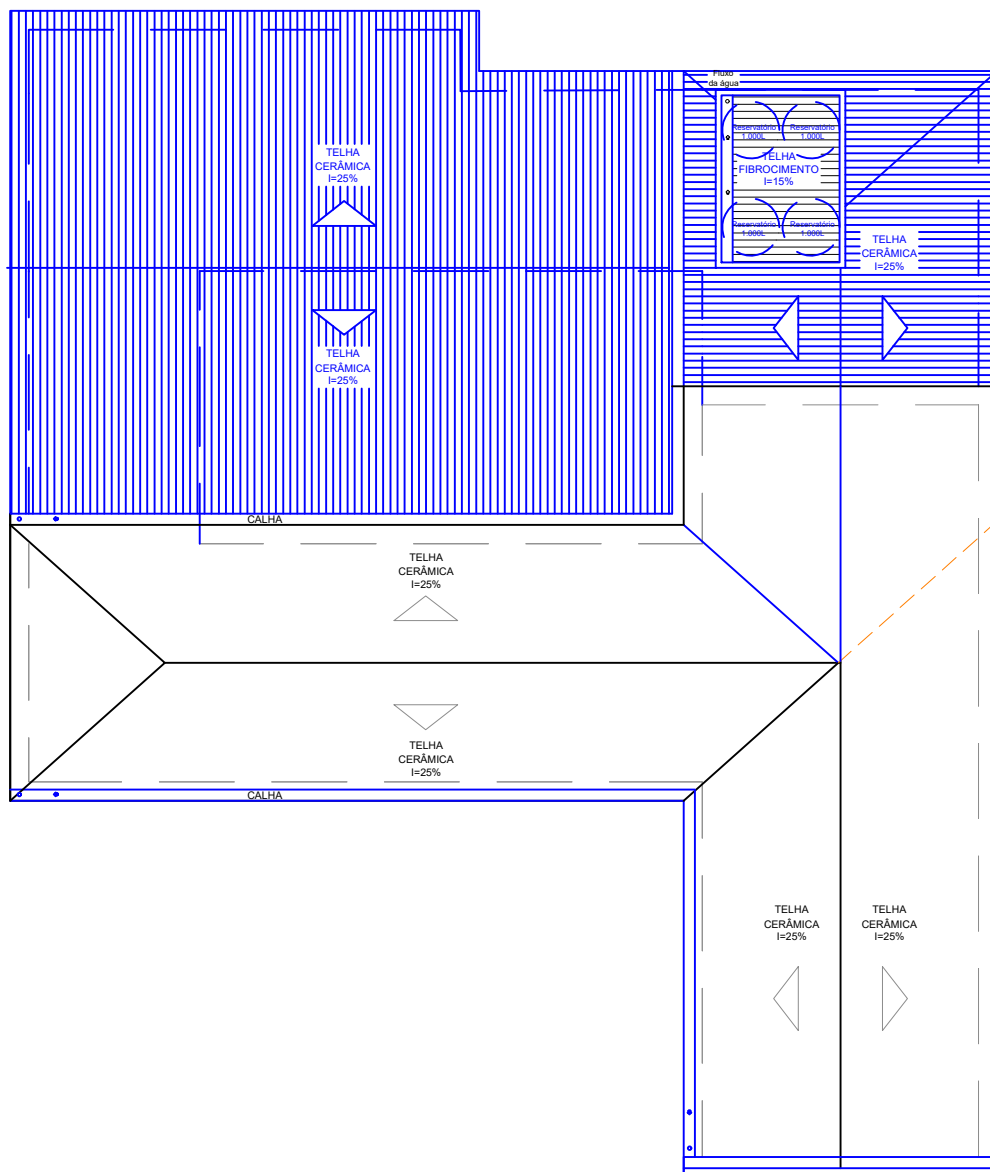 Fluxo
da água
Reservatório
1.000L
Reservatório
1.000L
TELHA
CERÂMICA
I=25%
TELHA
FIBROCIMENTO
I=15%
Reservatório
1.000L
Reservatório
1.000L
TELHA
CERÂMICA
I=25%
TELHA
CERÂMICA
I=25%
CALHA
TELHA
CERÂMICA
I=25%
TELHA
CERÂMICA
I=25%
CALHA
TELHA
CERÂMICA
I=25%
TELHA
CERÂMICA
I=25%